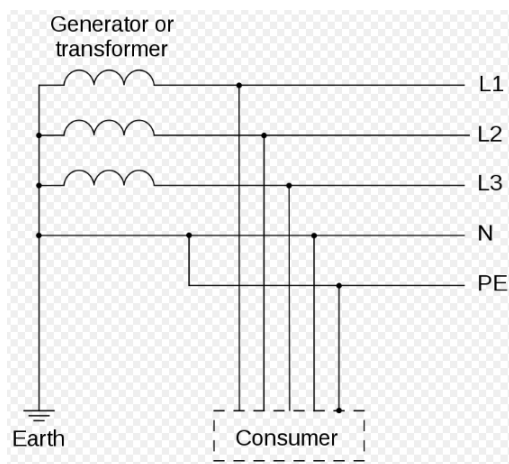 Generator or
transformer
L1
L2
L3
N
PE
Earth
Consumer